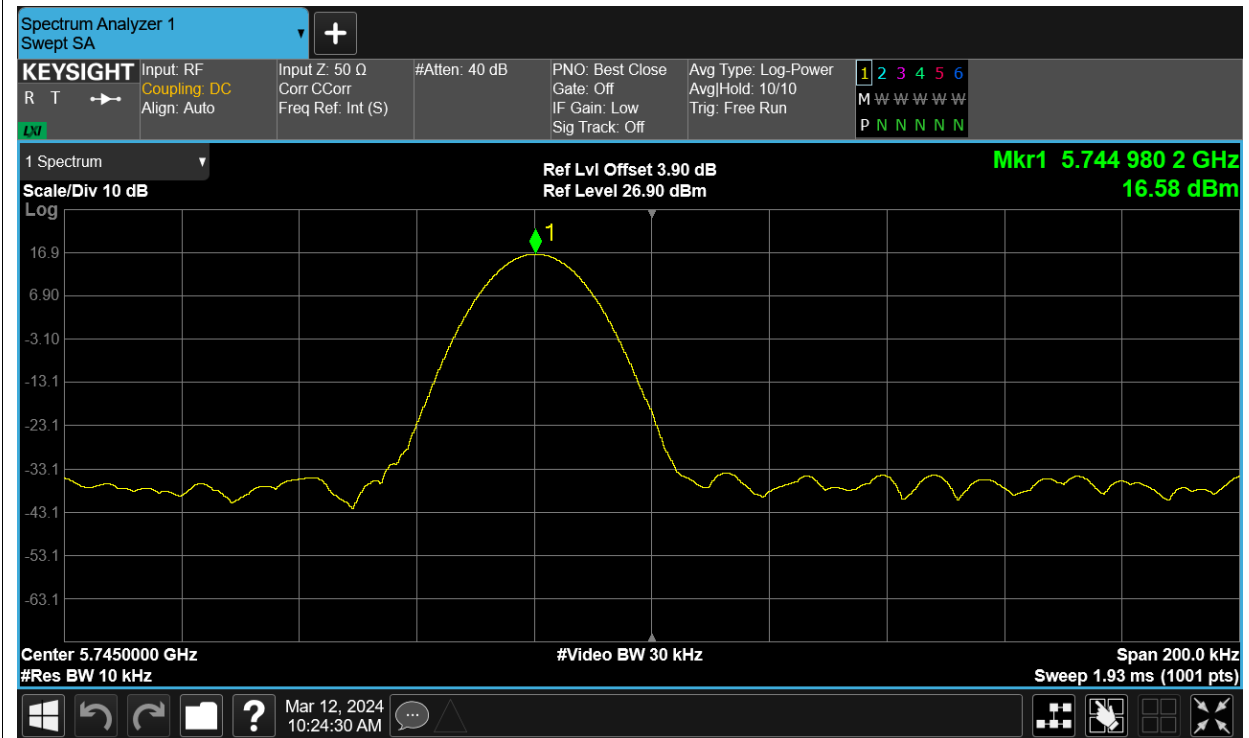 Spectrum Analyzer 1
Swept SA
KEYSIGHT
R T
LXI
Input: RF
Coupling: DC
Align: Auto
Input Z: 50 Ω
Corr CCorr
Freq Ref: Int (S)
#Atten: 40 dB
PNO: Best Close
Gate: Off
IF Gain: Low
Sig Track: Off
Avg Type: Log-Power
Avg|Hold: 10/10
Trig: Free Run
1 2 3 4 5 6
M W W W W W
P N N N N N
1 Spectrum
Scale/Div 10 dB
Log
Ref Lvl Offset 3.90 dB
Ref Level 26.90 dBm
Mkr1 5.744 980 2 GHz
16.58 dBm
1
16.9
6.90
-3.10
-13.1
-23.1
-33.1
-43.1
-53.1
-63.1
Center 5.7450000 GHz
#Res BW 10 kHz
#Video BW 30 kHz
Span 200.0 kHz
Sweep 1.93 ms (1001 pts)
?
Mar 12, 2024
10:24:30 AM